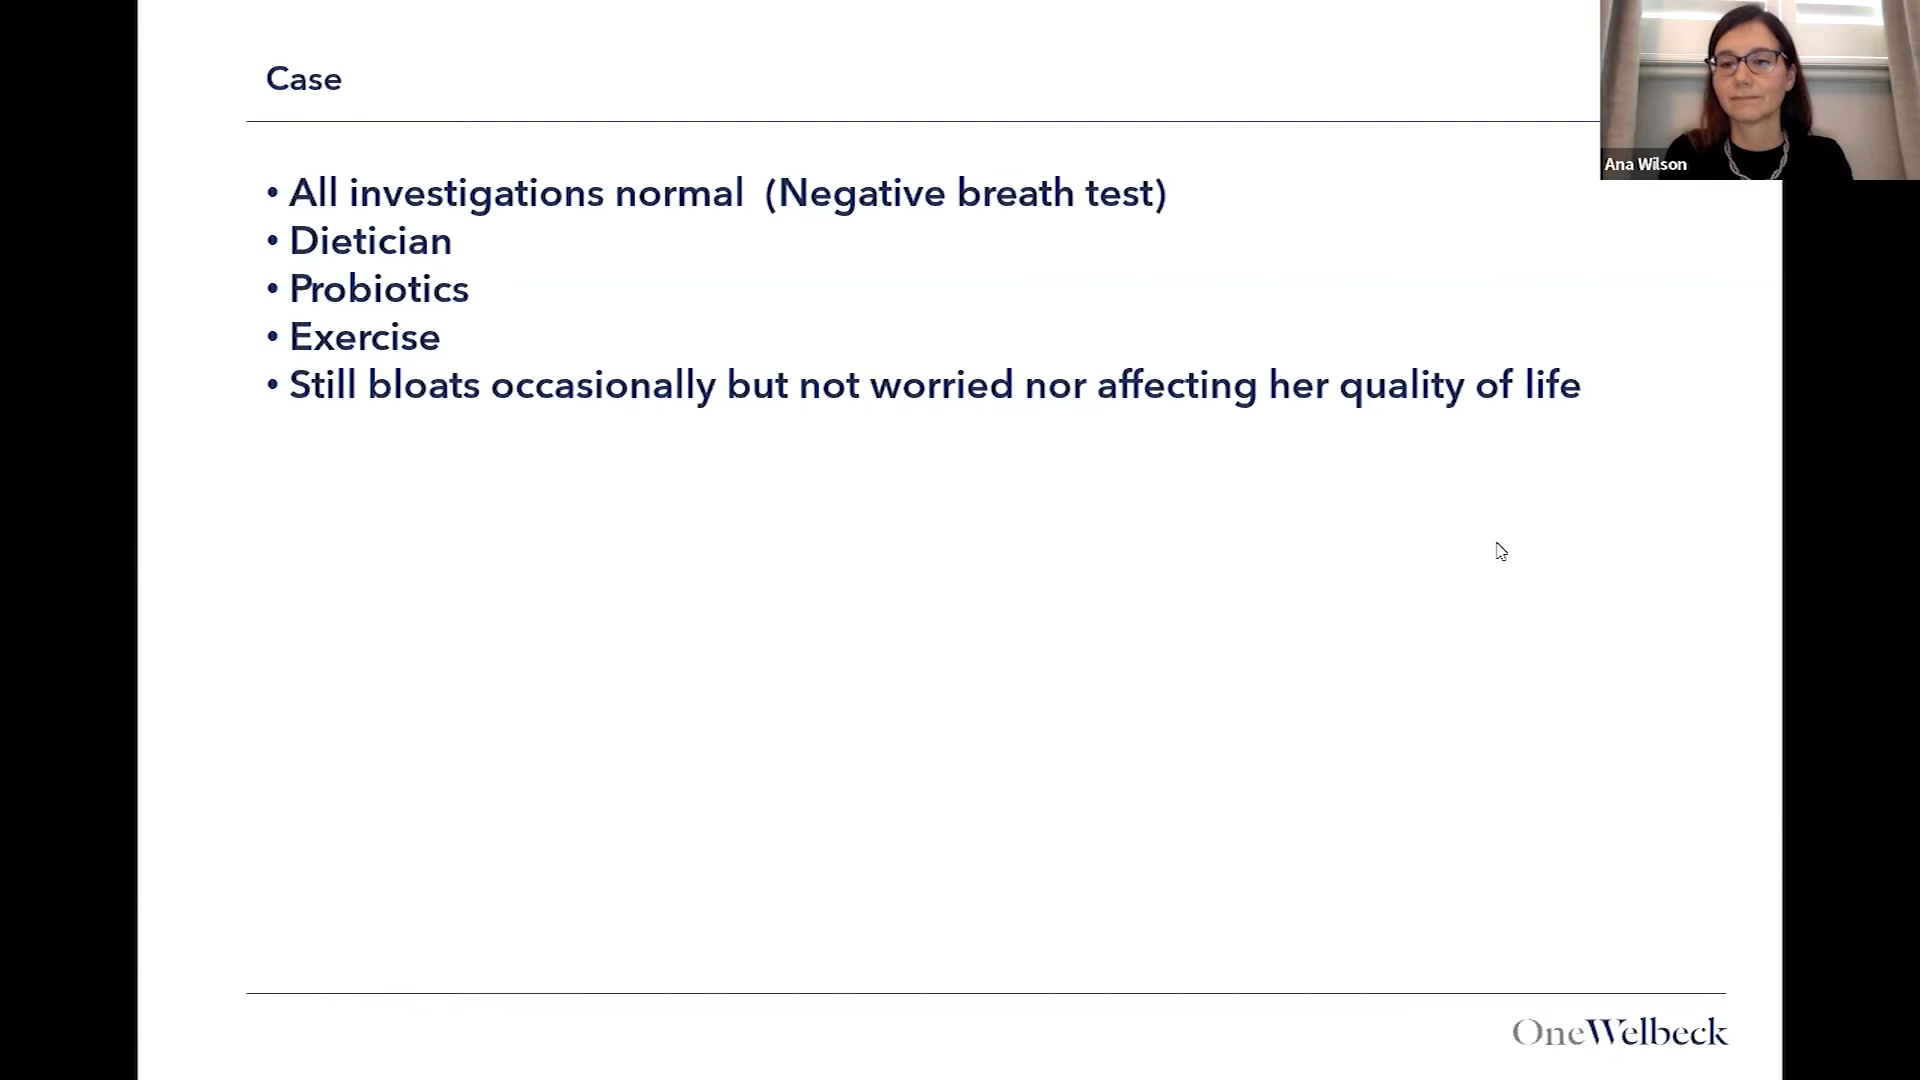 Case
Ana Wilson
• All investigations normal (Negative breath test)
• Dietician
• Probiotics
• Exercise
• Still bloats occasionally but not worried nor affecting her quality of life
OneWelbeck